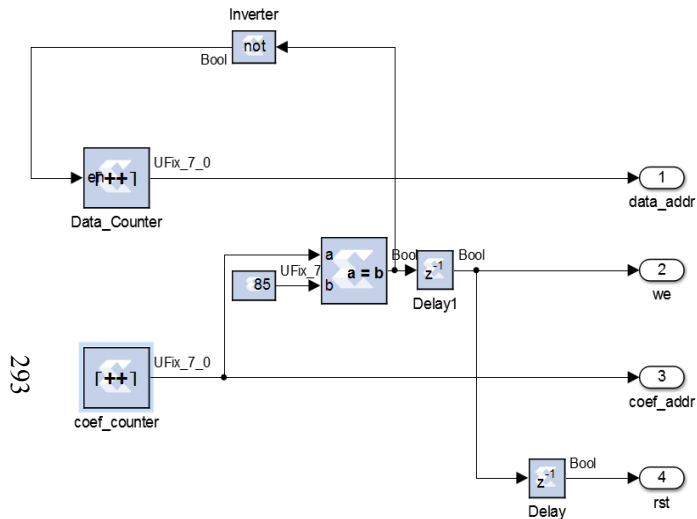 Inverter
not
Bool
en
[++]
UFix_7_0
Data_Counter
1
data_addr
a
b
a = b
85
UFix_7
Bool
z-1
Delay1
Bool
2
we
[++]
UFix_7_0
coef_counter
3
coef_addr
z-1
Delay
Bool
4
rst
293